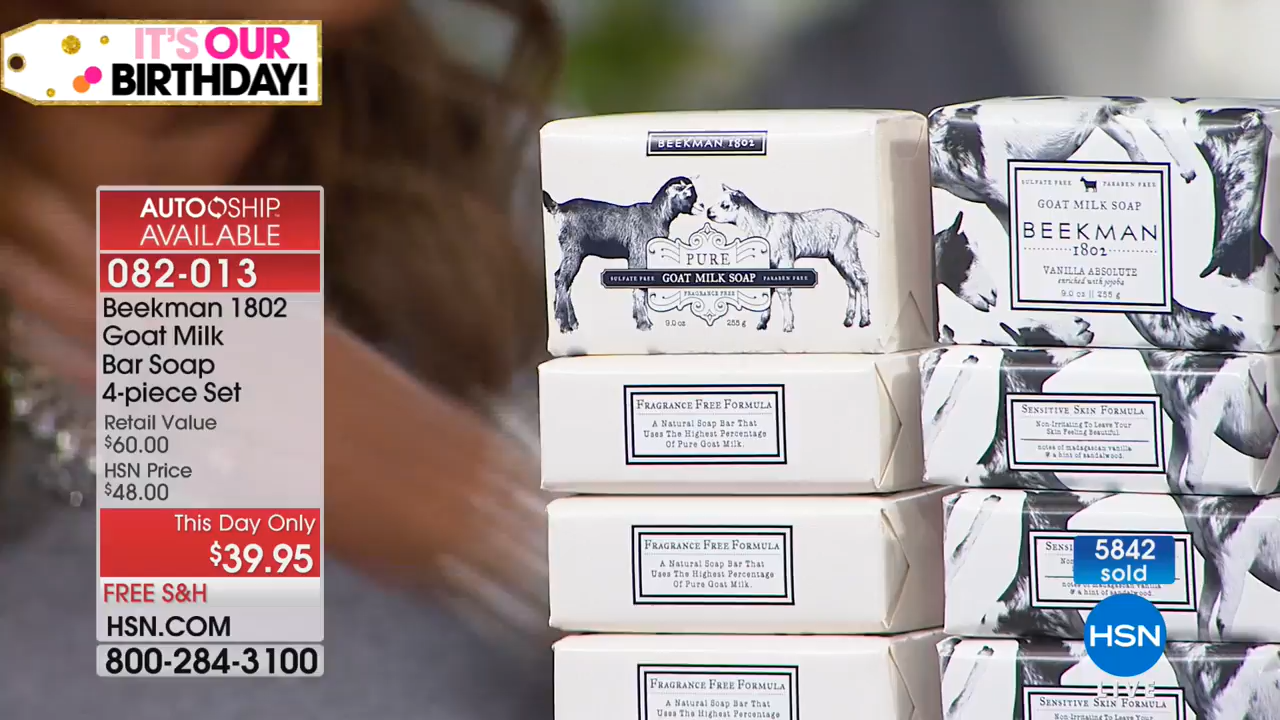 IT'S OUR
BIRTHDAY!
AUTOSHIP™
AVAILABLE
082-013
Beekman 1802
Goat Milk
Bar Soap
4-piece Set
Retail Value
$60.00
HSN Price
$48.00
This Day Only
$39.95
FREE S&H
HSN.COM
800-284-3100
BEEKMAN 1802
PURE
SULFATE FREE GOAT MILK SOAP PARABEN FREE
FRAGRANCE FREE
9.0 oz 255 g
FRAGRANCE FREE FORMULA
A Natural Soap Bar That
Uses The Highest Percentage
Of Pure Goat Milk.
FRAGRANCE FREE FORMULA
A Natural Soap Bar That
Uses The Highest Percentage
Of Pure Goat Milk.
FRAGRANCE FREE FORMULA
A Natural Soap Bar That
Uses The Highest Percentage
SULFATE FREE PARABEN FREE
GOAT MILK SOAP
BEEKMAN
1802
VANILLA ABSOLUTE
enriched with jojoba
9.0 oz || 255 g
SENSITIVE SKIN FORMULA
Non-Irritating To Leave Your
Skin Feeling Beautiful.
notes of madagascan vanilla
& a hint of sandalwood.
5842
sold
& a hint of sandalwood.
HSN
LIVE
SENSITIVE SKIN FORMULA
Non-Irritating To Leave Your